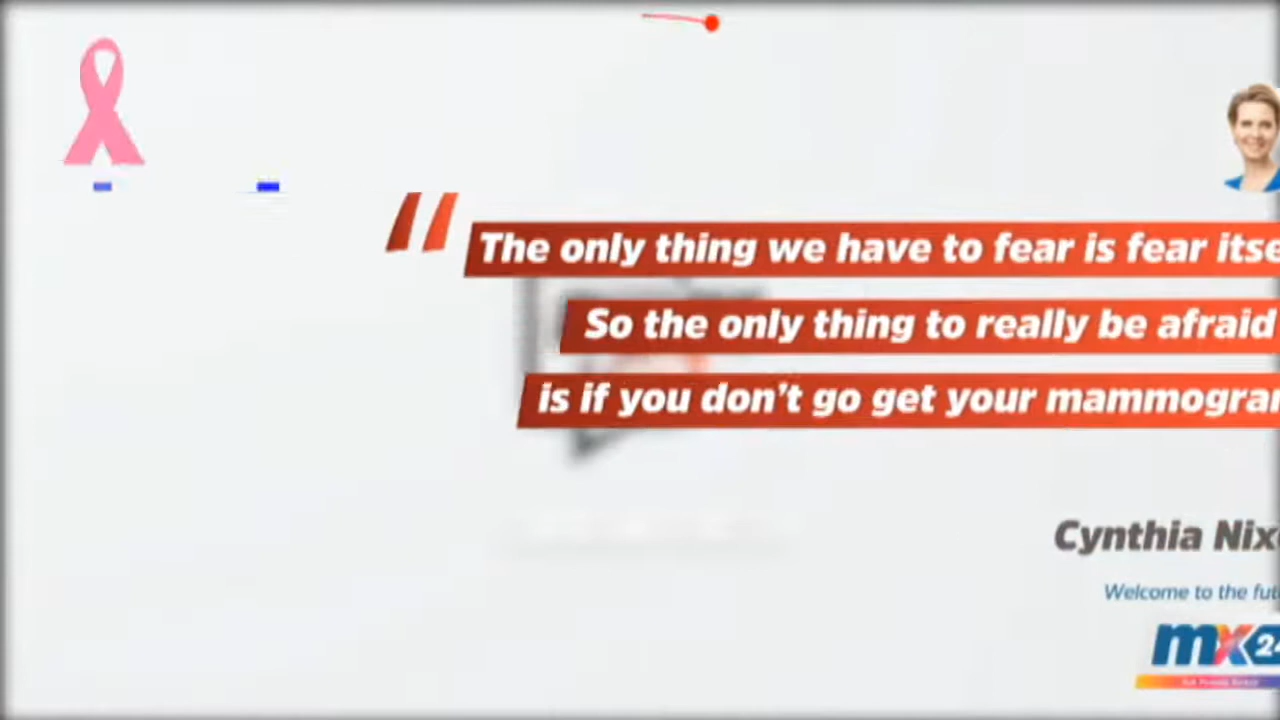 “
The only thing we have to fear is fear itse
So the only thing to really be afraid
is if you don’t go get your mammogra
Cynthia Nix
Welcome to the fut
mx24